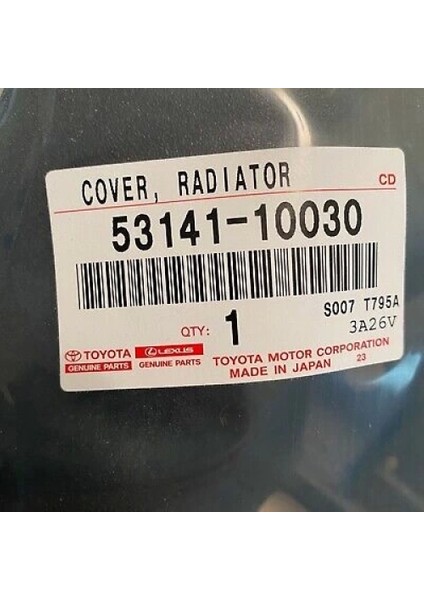 COVER, RADIATOR CD
53141-10030
S007 T795A
QTY: 1 3A26V
TOYOTA LEXUS TOYOTA MOTOR CORPORATION
GENUINE PARTS GENUINE PARTS MADE IN JAPAN 23